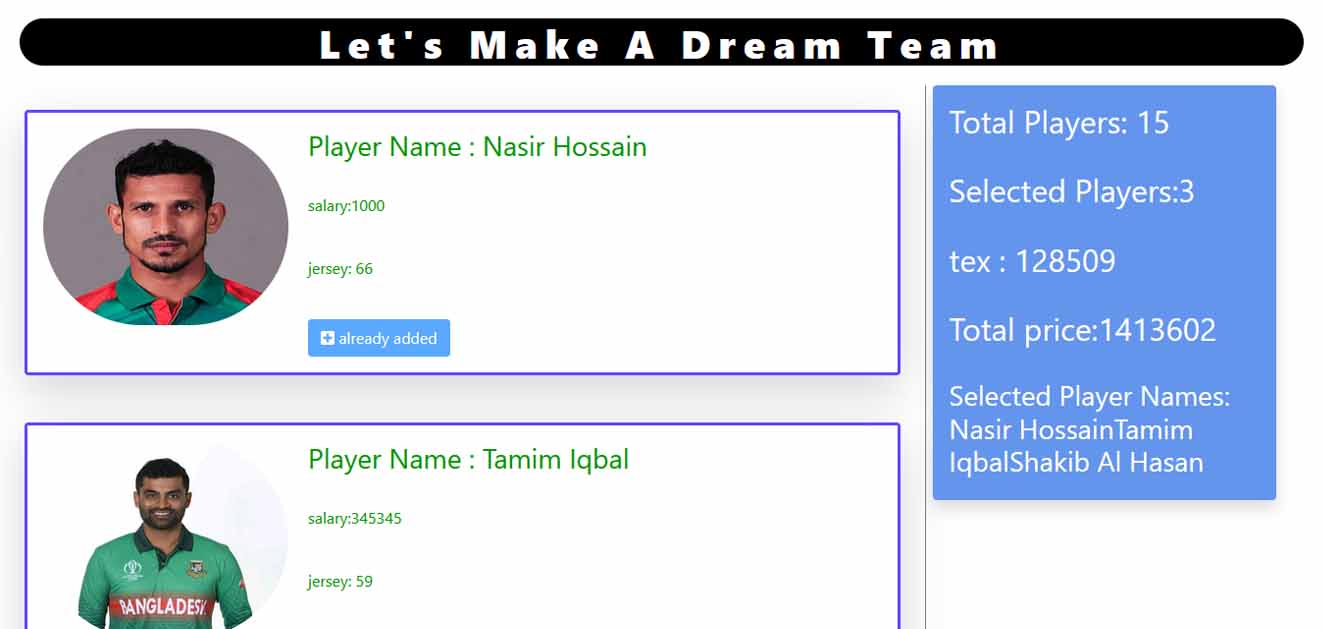 Let's Make A Dream Team
Player Name : Nasir Hossain
salary:1000
jersey: 66
already added
Player Name : Tamim Iqbal
salary:345345
jersey: 59
BANGLADESH
Total Players: 15
Selected Players:3
tex : 128509
Total price:1413602
Selected Player Names:
Nasir HossainTamim
IqbalShakib Al Hasan